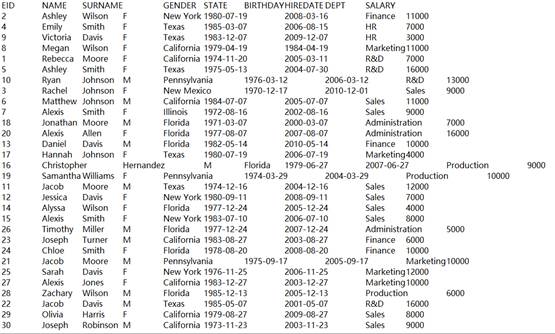 EID NAME SURNAME GENDER STATE BIRTHDAY HIREDATE DEPT SALARY
2 Ashley Wilson F New York 1980-07-19 2008-03-16 Finance 11000
4 Emily Smith F Texas 1985-03-07 2006-08-15 HR 7000
9 Victoria Davis F Texas 1983-12-07 2009-12-07 HR 3000
8 Megan Wilson F California 1979-04-19 1984-04-19 Marketing 11000
1 Rebecca Moore F California 1974-11-20 2005-03-11 R&D 7000
5 Ashley Smith F Texas 1975-05-13 2004-07-30 R&D 16000
10 Ryan Johnson M Pennsylvania 1976-03-12 2006-03-12 R&D 13000
3 Rachel Johnson F New Mexico 1970-12-17 2010-12-01 Sales 9000
6 Matthew Johnson M California 1984-07-07 2005-07-07 Sales 11000
7 Alexis Smith F Illinois 1972-08-16 2002-08-16 Sales 9000
18 Jonathan Moore M Florida 1971-03-07 2000-03-07 Administration 7000
20 Alexis Allen F Florida 1977-08-07 2007-08-07 Administration 16000
13 Daniel Davis M Florida 1982-05-14 2010-05-14 Finance 10000
17 Hannah Johnson F Texas 1980-07-19 2006-07-19 Marketing 4000
16 Christopher Hernandez M Florida 1979-06-27 2007-06-27 Production 9000
19 Samantha Williams F Pennsylvania 1974-03-29 2004-03-29 Production 10000
11 Jacob Moore M Texas 1974-12-16 2004-12-16 Sales 12000
12 Jessica Davis F New York 1980-09-11 2008-09-11 Sales 7000
14 Alyssa Wilson F Florida 1977-12-24 2005-12-24 Sales 4000
15 Alexis Smith F New York 1983-07-10 2006-07-10 Sales 8000
26 Timothy Miller M Florida 1977-12-24 2007-12-24 Administration 5000
23 Joseph Turner M California 1983-08-27 2003-08-27 Finance 6000
24 Chloe Smith F Florida 1978-08-20 2008-08-20 Finance 10000
21 Jacob Moore M Pennsylvania 1975-09-17 2005-09-17 Marketing 10000
25 Sarah Davis F New York 1976-11-25 2006-11-25 Marketing 12000
27 Alexis Jones F California 1983-12-27 2003-12-27 Marketing 10000
28 Zachary Wilson M Florida 1985-12-13 2005-12-13 Production 6000
22 Jacob Davis M Texas 1985-05-07 2001-05-07 R&D 16000
29 Olivia Harris F California 1979-08-27 2009-08-27 Sales 8000
30 Joseph Robinson M California 1973-11-23 2003-11-23 Sales 9000